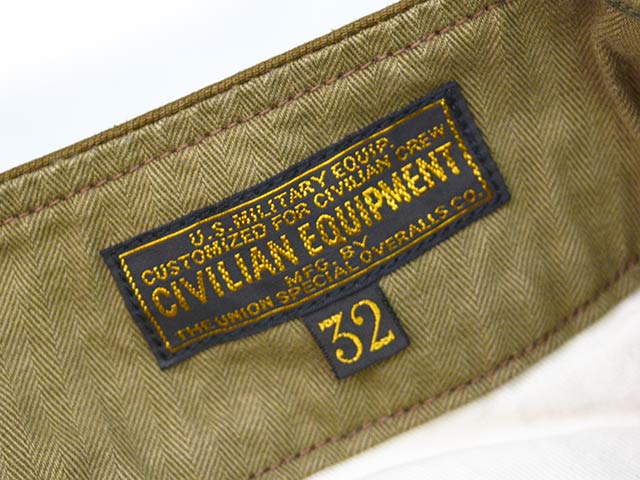 U.S. MILITARY EQUIP.
CUSTOMIZED FOR CIVILIAN CREW
CIVILIAN EQUIPMENT
MFG. BY
THE UNION SPECIAL OVERALLS CO.
32